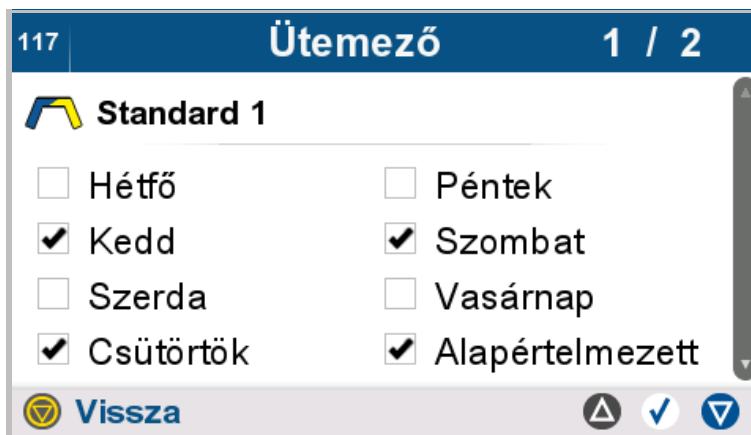 117 Ütemező 1 / 2
Standard 1
Hétfő Péntek
Kedd Szombat
Szerda Vasárnap
Csütörtök Alapértelmezett
Vissza